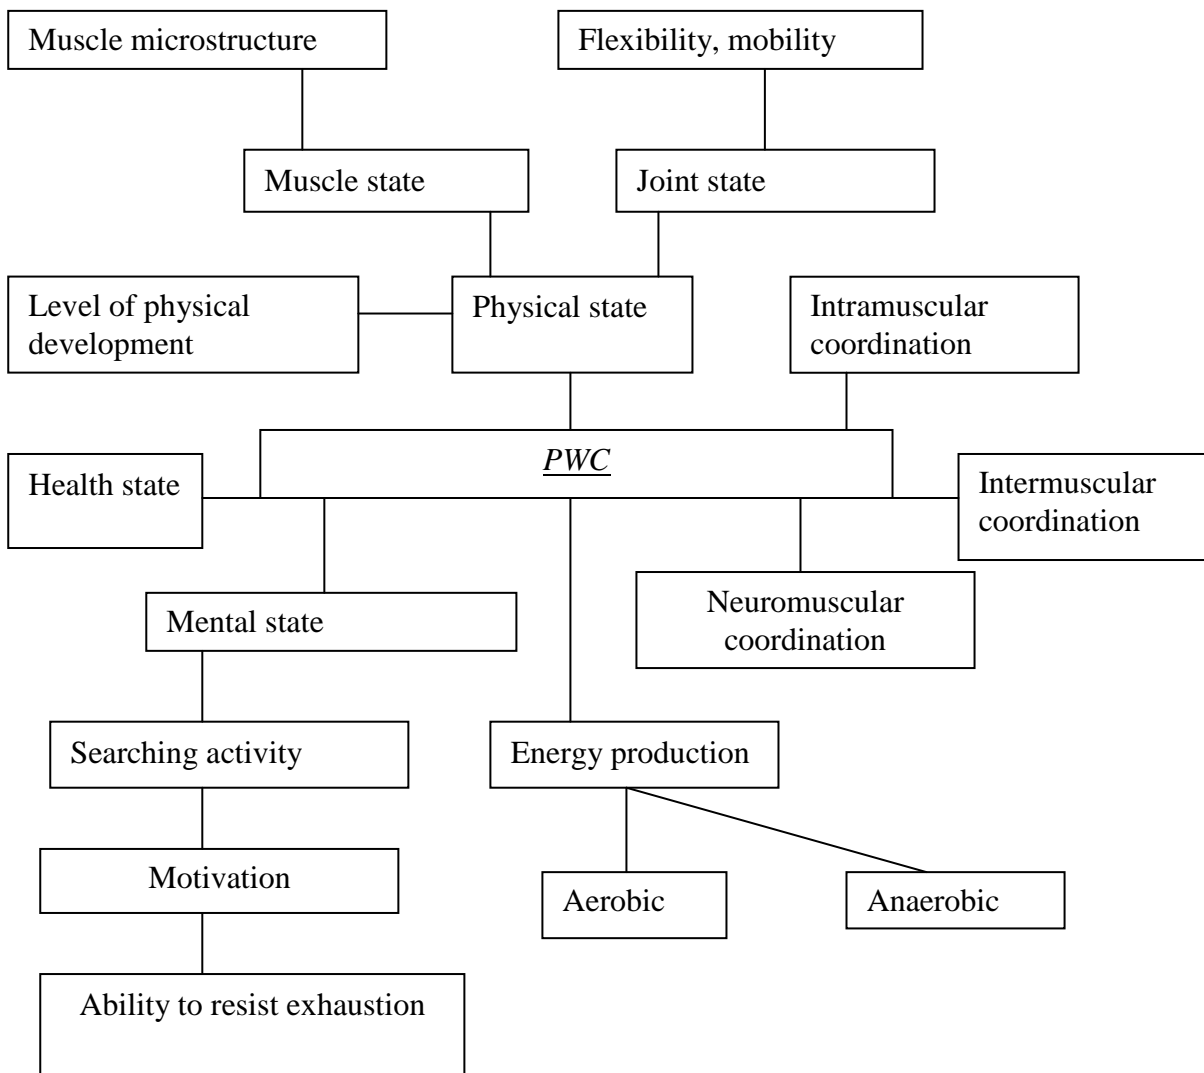 Muscle microstructure
Flexibility, mobility
Muscle state
Joint state
Level of physical
development
Physical state
Intramuscular
coordination
PWC
Health state
Intermuscular
coordination
Mental state
Neuromuscular
coordination
Searching activity
Energy production
Motivation
Aerobic
Anaerobic
Ability to resist exhaustion